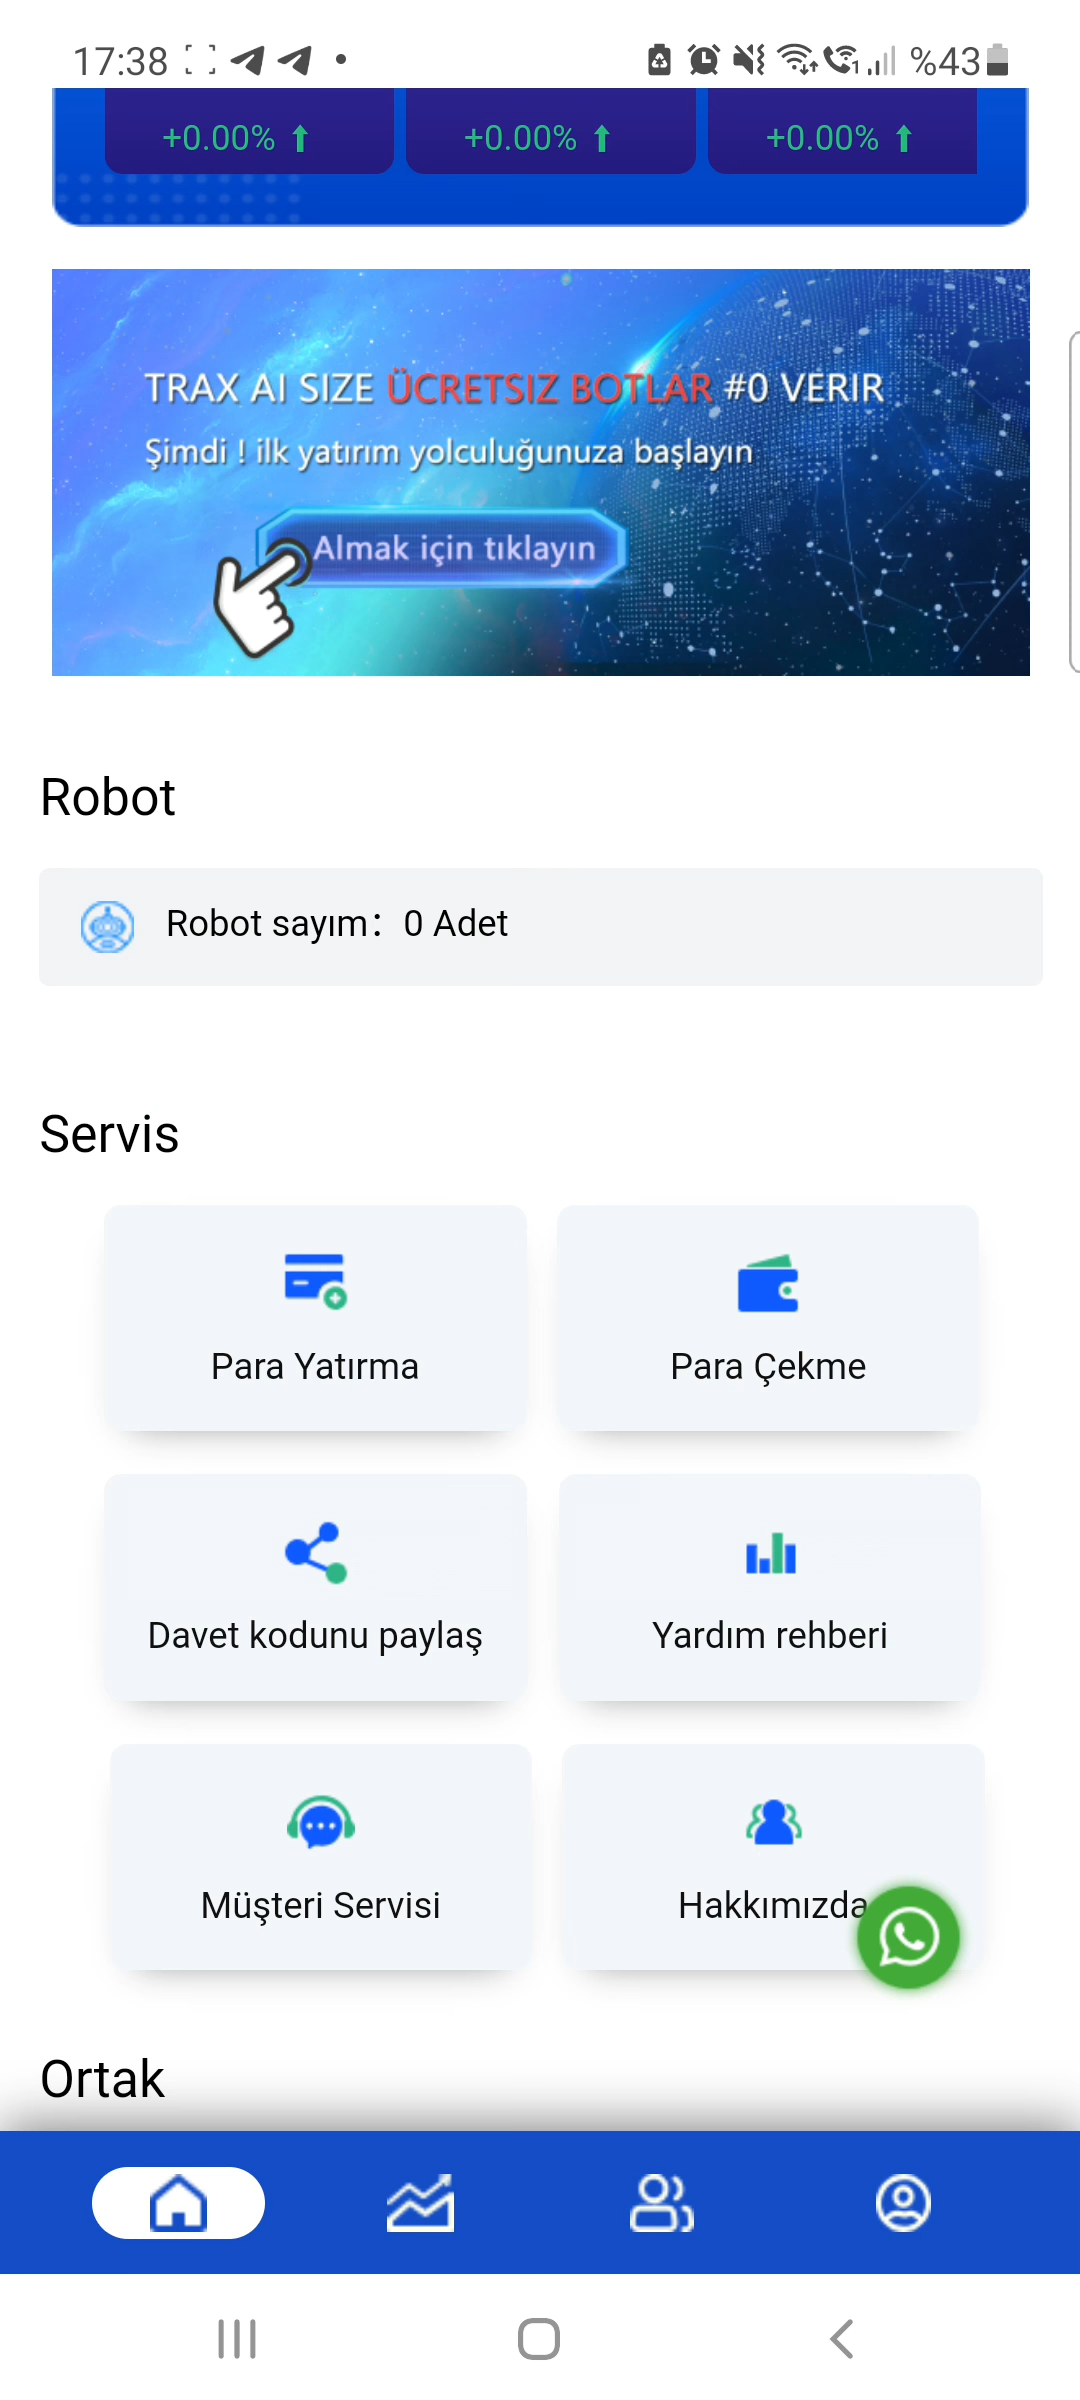 17:38
%43
+0.00%
+0.00%
+0.00%
TRAX AI SIZE ÜCRETSIZ BOTLAR #0 VERIR
Şimdi ! ilk yatırım yolculuğunuza başlayın
Almak için tıklayın
Robot
Robot sayım：0 Adet
Servis
Para Yatırma
Para Çekme
Davet kodunu paylaş
Yardım rehberi
Müşteri Servisi
Hakkımızda
Ortak